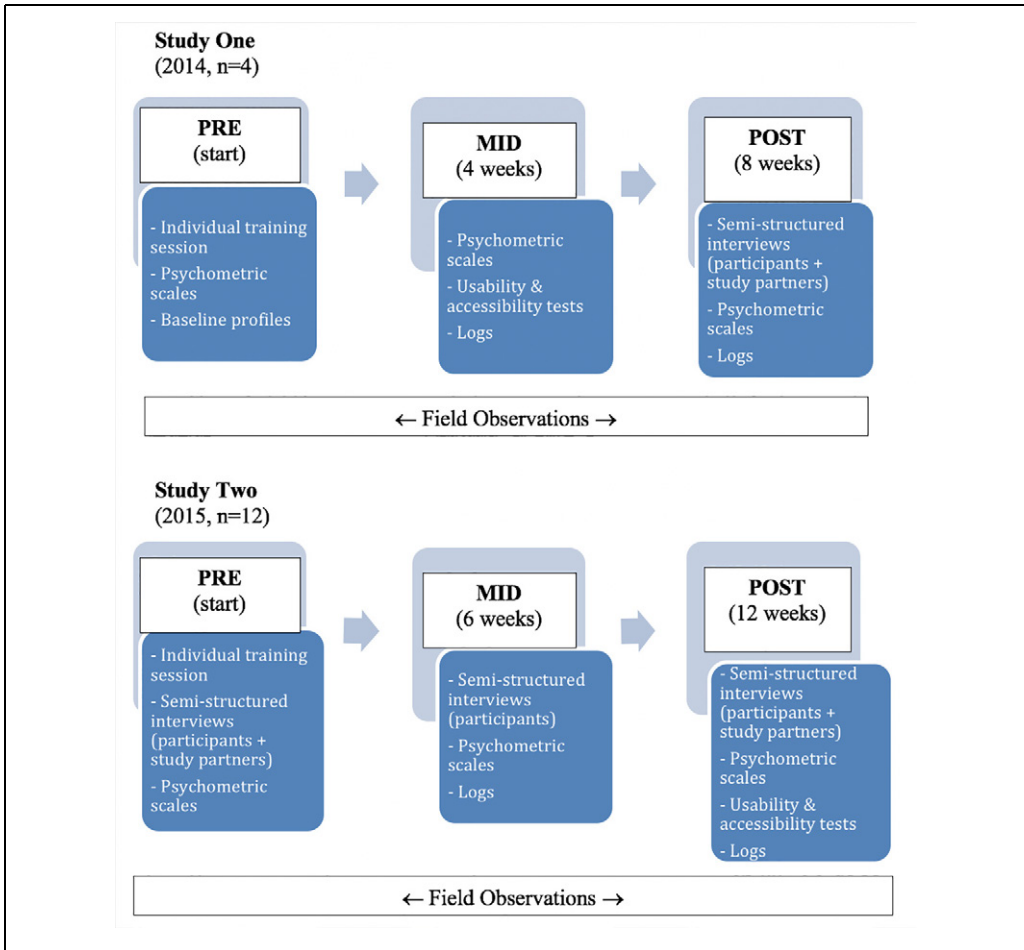 Study One
(2014, n=4)
PRE
(start)
- Individual training
session
- Psychometric
scales
- Baseline profiles
MID
(4 weeks)
- Psychometric
scales
- Usability &
accessibility tests
- Logs
POST
(8 weeks)
- Semi-structured
interviews
(participants +
study partners)
- Psychometric
scales
- Logs
← Field Observations →
Study Two
(2015, n=12)
PRE
(start)
- Individual training
session
- Semi-structured
interviews
(participants +
study partners)
- Psychometric
scales
MID
(6 weeks)
- Semi-structured
interviews
(participants)
- Psychometric
scales
- Logs
POST
(12 weeks)
- Semi-structured
interviews
(participants +
study partners)
- Psychometric
scales
- Usability &
accessibility tests
- Logs
← Field Observations →